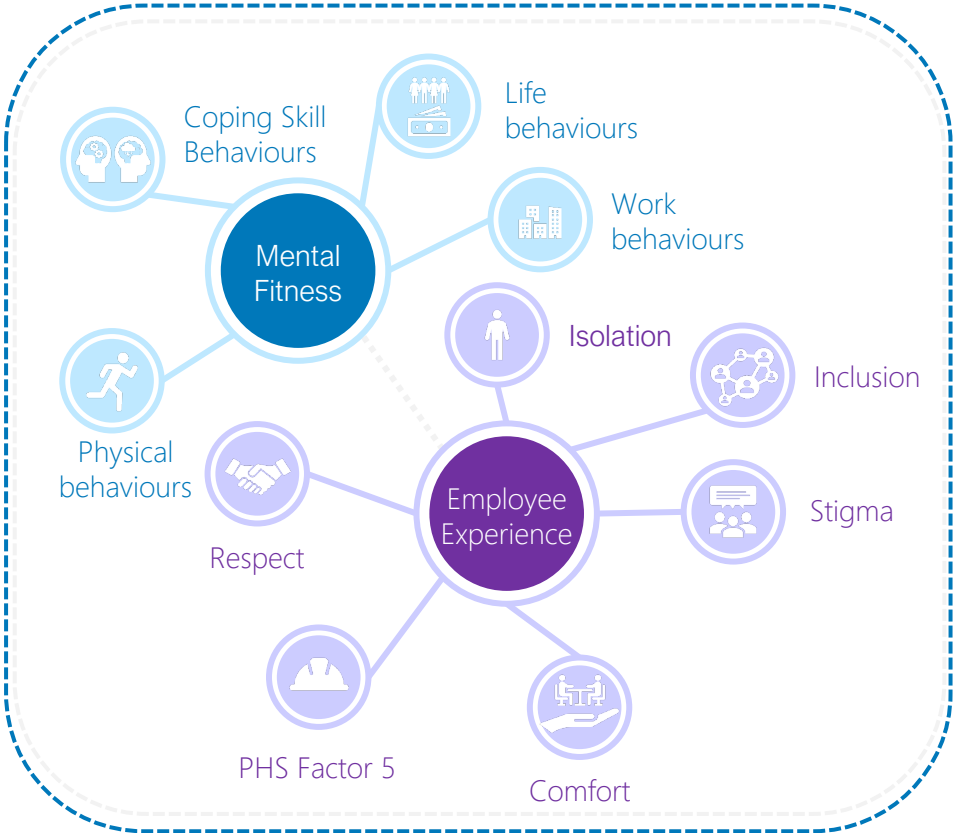 Coping Skill
Behaviours
Life
behaviours
Work
behaviours
Mental
Fitness
Physical
behaviours
Isolation
Inclusion
Employee
Experience
Stigma
Respect
PHS Factor 5
Comfort